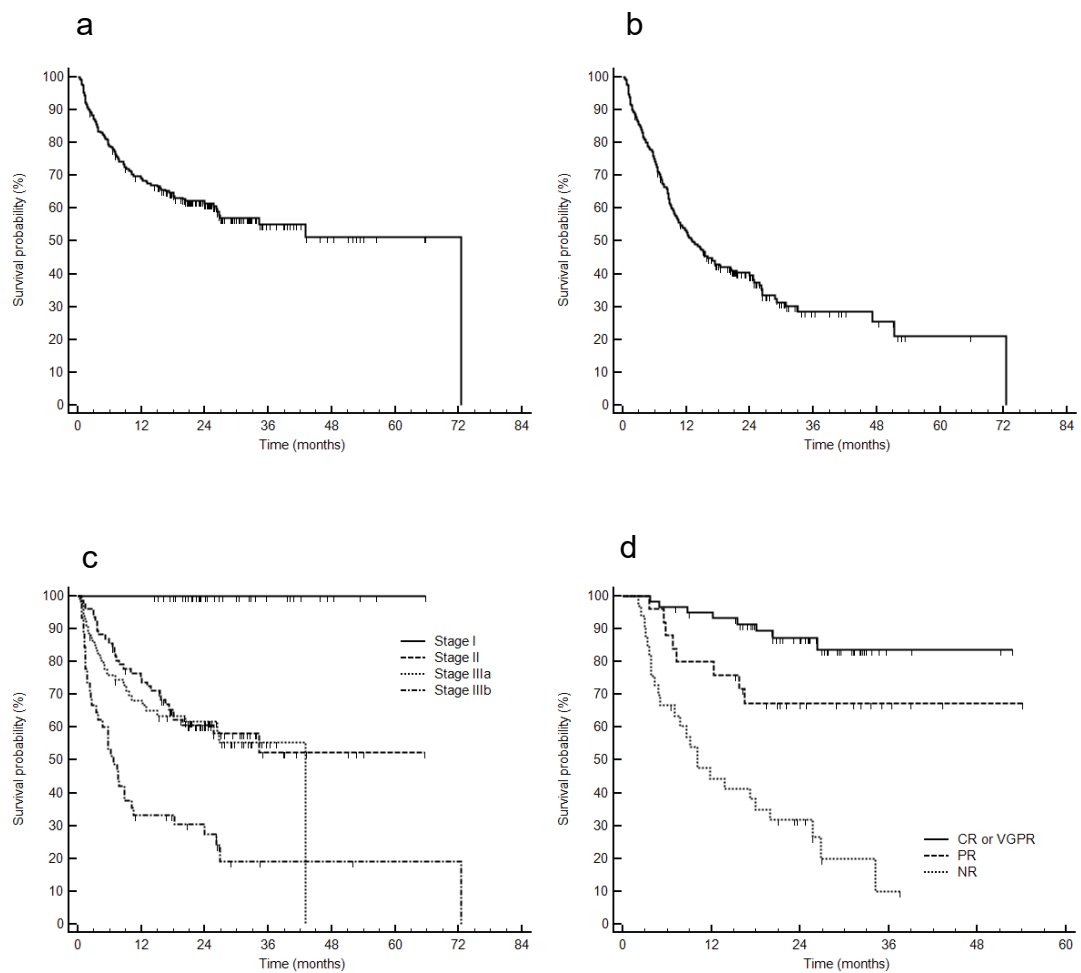 a
100
90
80
70
60
50
40
30
20
10
0
Survival probability (%)
0 12 24 36 48 60 72 84
Time (months)
b
100
90
80
70
60
50
40
30
20
10
0
Survival probability (%)
0 12 24 36 48 60 72 84
Time (months)
c
100
90
80
70
60
50
40
30
20
10
0
Survival probability (%)
Stage I
Stage II
Stage IIIa
Stage IIIb
0 12 24 36 48 60 72 84
Time (months)
d
100
90
80
70
60
50
40
30
20
10
0
Survival probability (%)
CR or VGPR
PR
NR
0 12 24 36 48 60
Time (months)